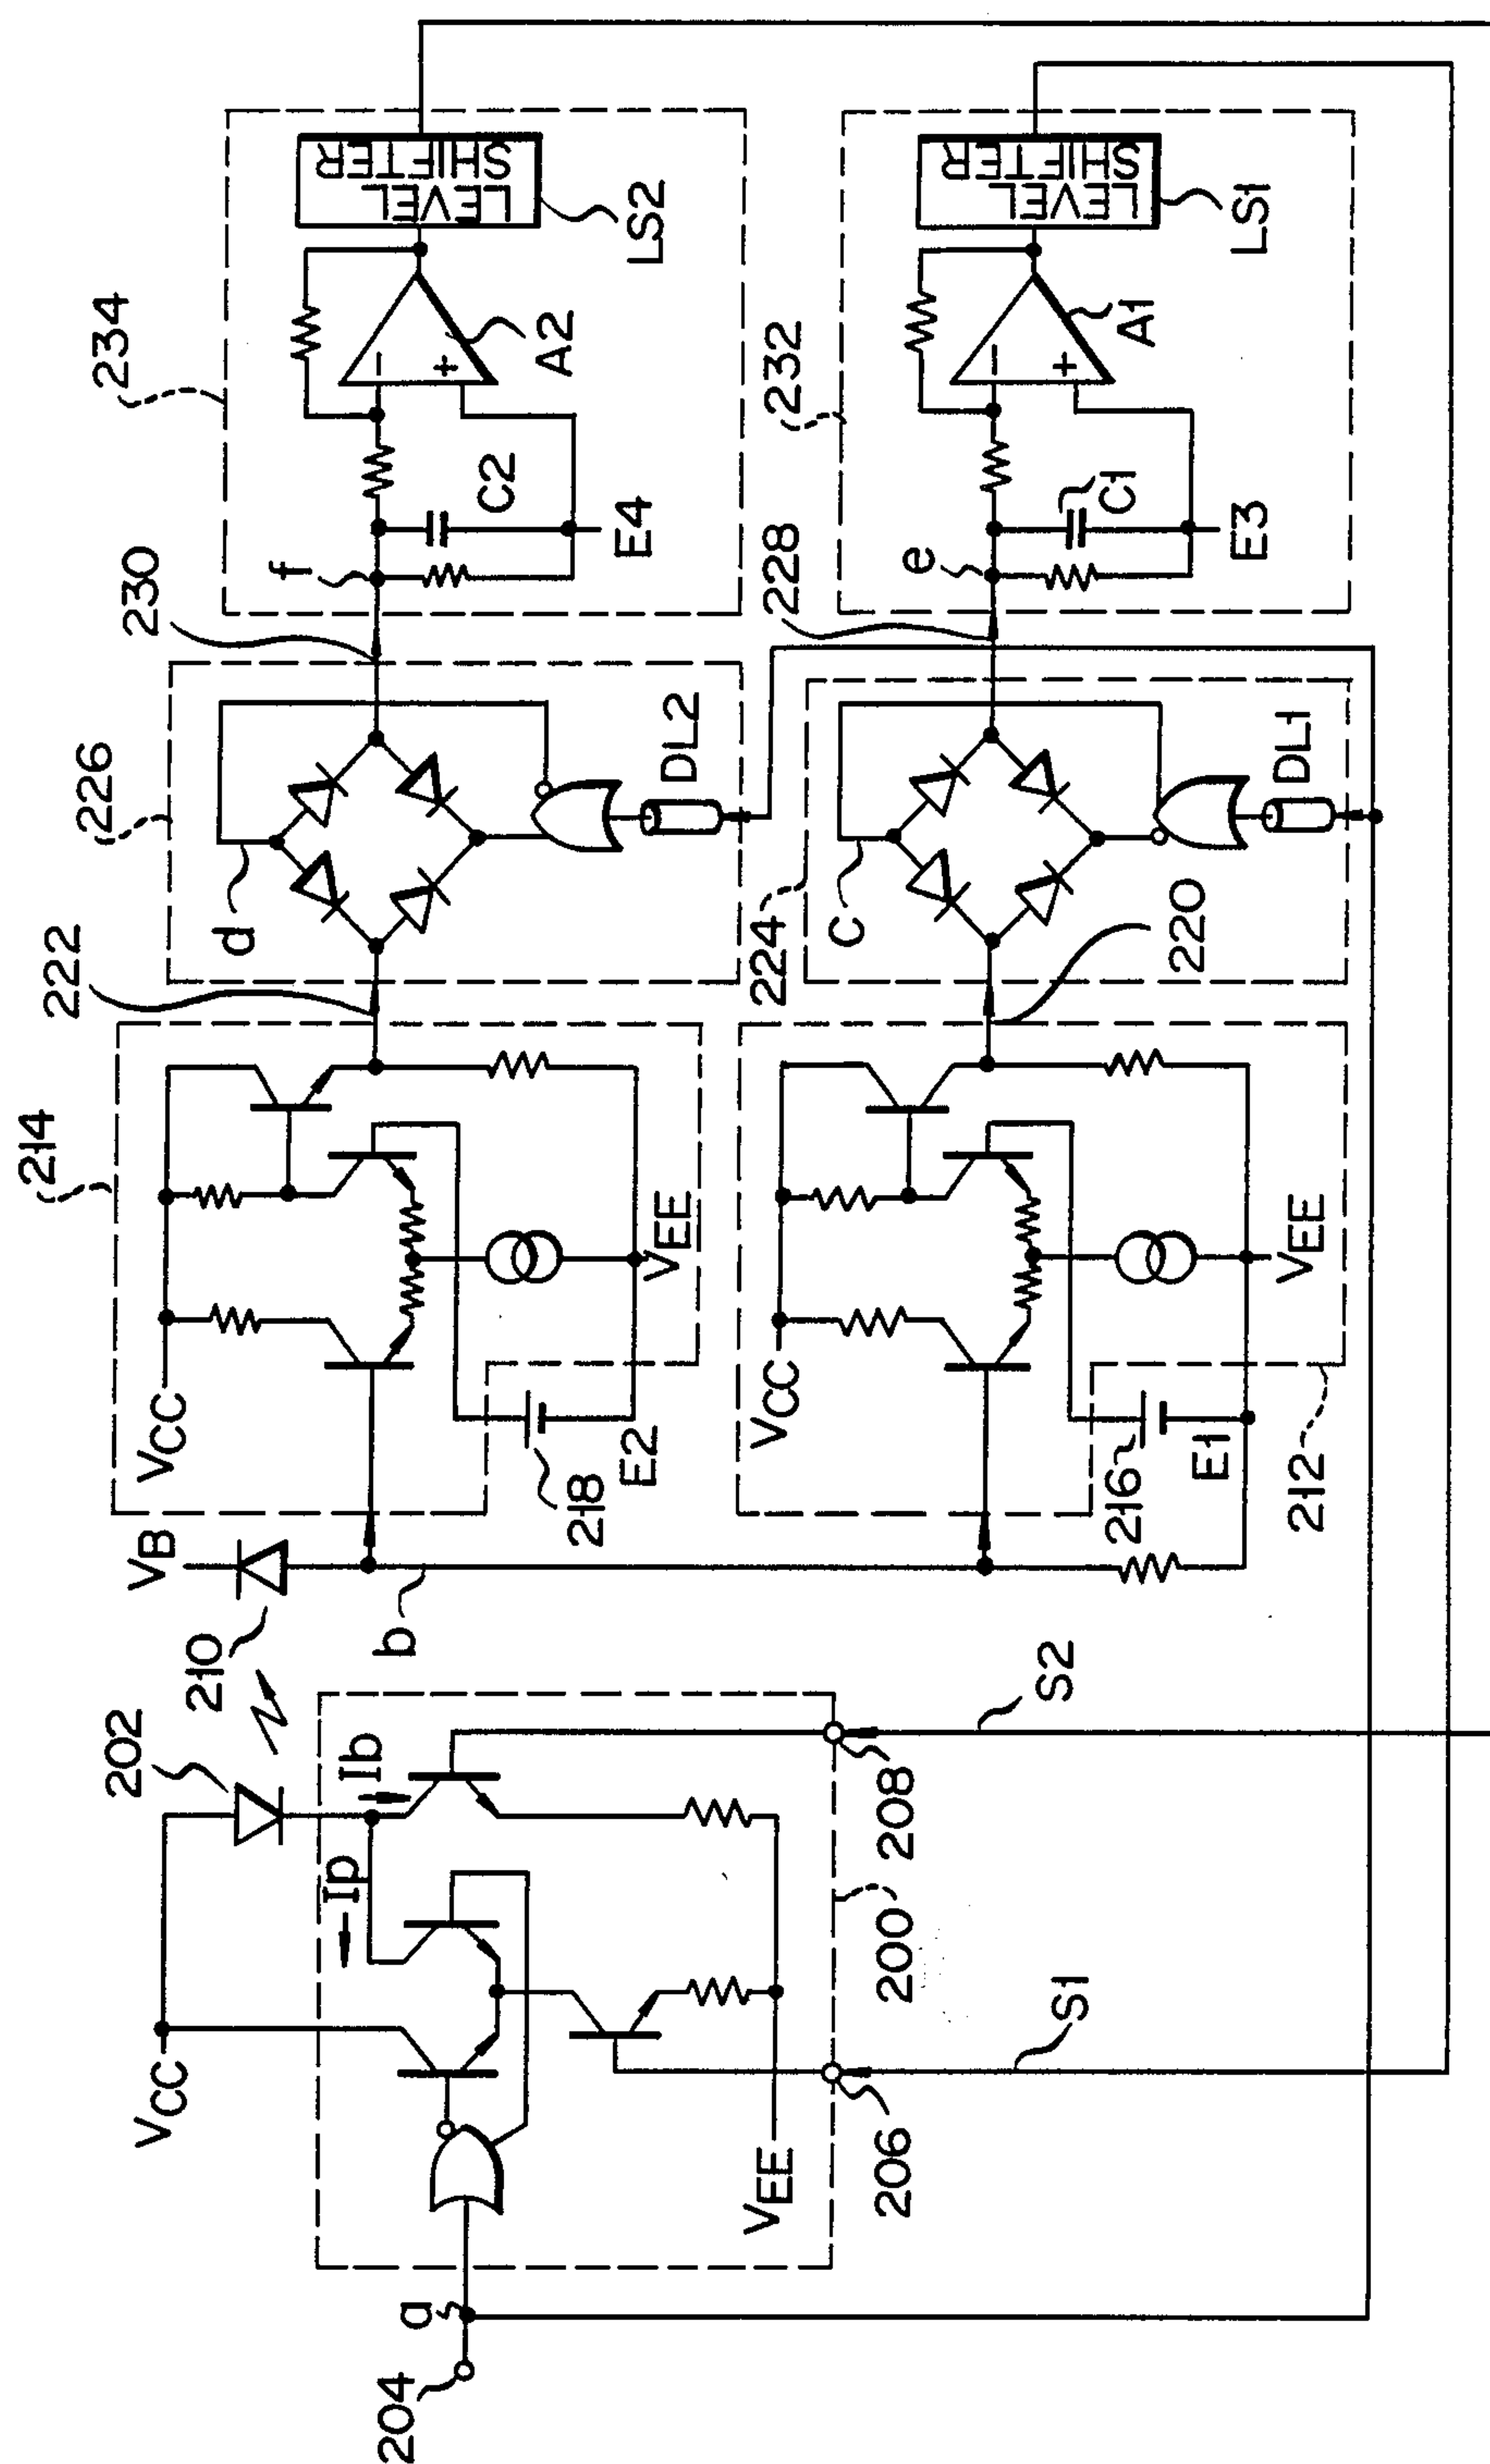 204
a
VCC
202
Ip
Ib
VEE
206
208
200
S1
S2
210
VB
b
214
VCC
VEE
218
E2
VCC
VEE
216
E1
212
222
220
226
d
DL2
224
c
DL1
230
228
234
f
C2
E4
A2
LEVEL
SHIFTER
LS2
232
e
C1
E3
A1
LEVEL
SHIFTER
LS1